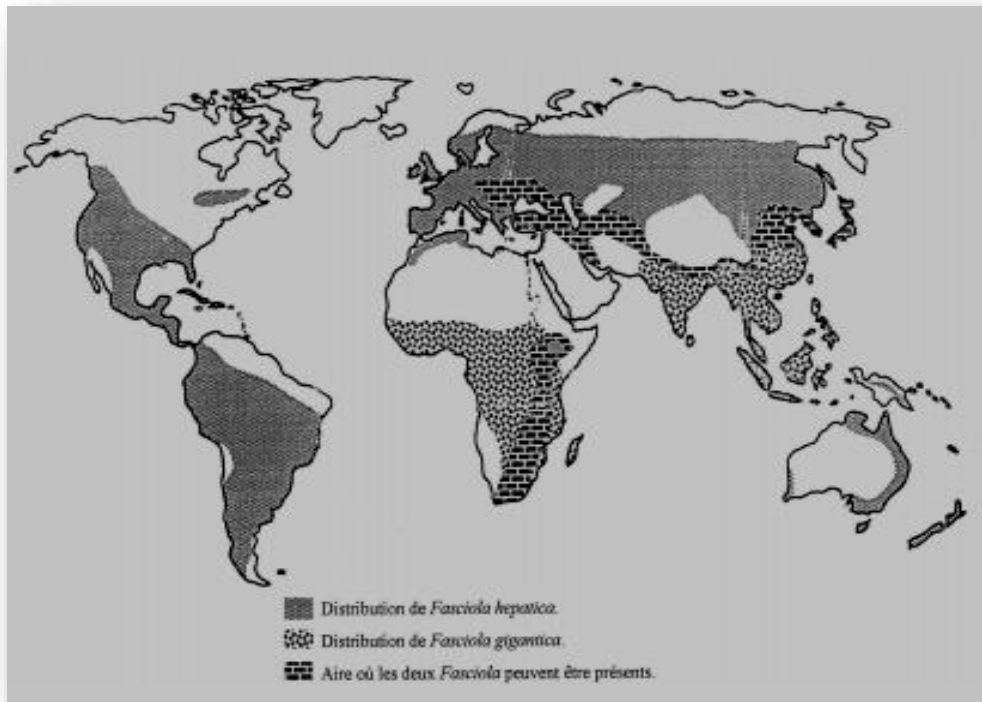 Distribution de Fasciola hepatica.
Distribution de Fasciola gigantica.
Aire où les deux Fasciola peuvent être présents.